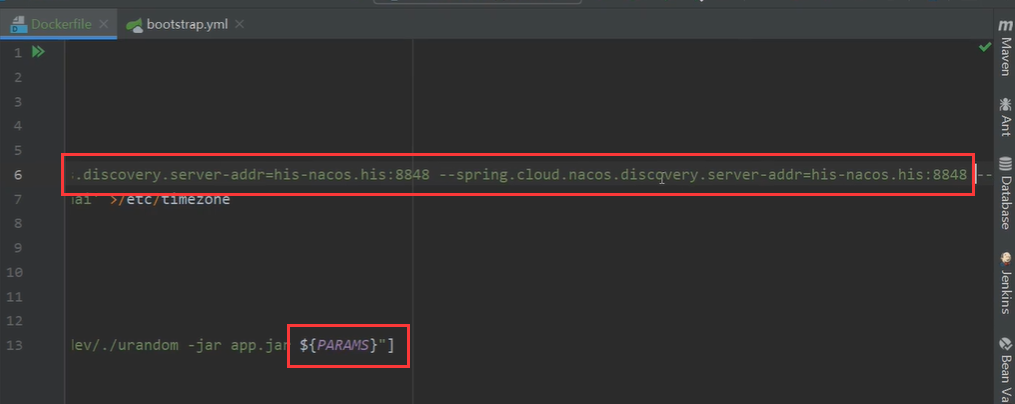 Dockerfile
bootstrap.yml
1
2
3
4
5
6 .discovery.server-addr=his-nacos.his:8848 --spring.cloud.nacos.discovery.server-addr=his-nacos.his:8848 --
7 ai" >/etc/timezone
8
9
10
11
12
13 dev/./urandom -jar app.jar ${PARAMS}"]
m
Maven
Ant
Database
Jenkins
Bean Va